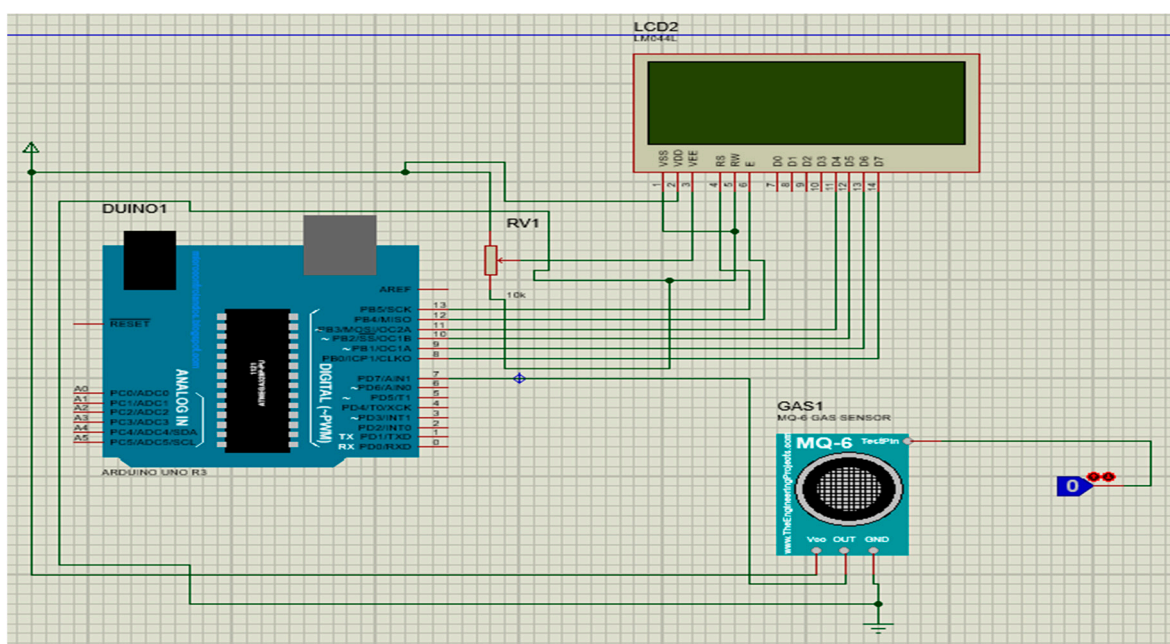 LCD2
LM044L
VSS VDD VEE RS RW E D0 D1 D2 D3 D4 D5 D6 D7
1 2 3 4 5 6 7 8 9 10 11 12 13 14
DUINO1
RV1
10k
AREF
RESET
PB5/SCK 13
PB4/MISO 12
~PB3/MOSI/OC2A 11
~PB2/SS/OC1B 10
~PB1/OC1A 9
PB0/ICP1/CLKO 8
PD7/AIN1 7
~PD6/AIN0 6
~PD5/T1 5
PD4/T0/XCK 4
~PD3/INT1 3
PD2/INT0 2
TX PD1/TXD 1
RX PD0/RXD 0
DIGITAL (~PWM)
ANALOG IN
1121
ATMEGA328P-PU
A0 PC0/ADC0
A1 PC1/ADC1
A2 PC2/ADC2
A3 PC3/ADC3
A4 PC4/ADC4/SDA
A5 PC5/ADC5/SCL
ARDUINO UNO R3
GAS1
MQ-6 GAS SENSOR
MQ-6 TestPin
www.TheEngineeringProjects.com
Vcc OUT GND
0